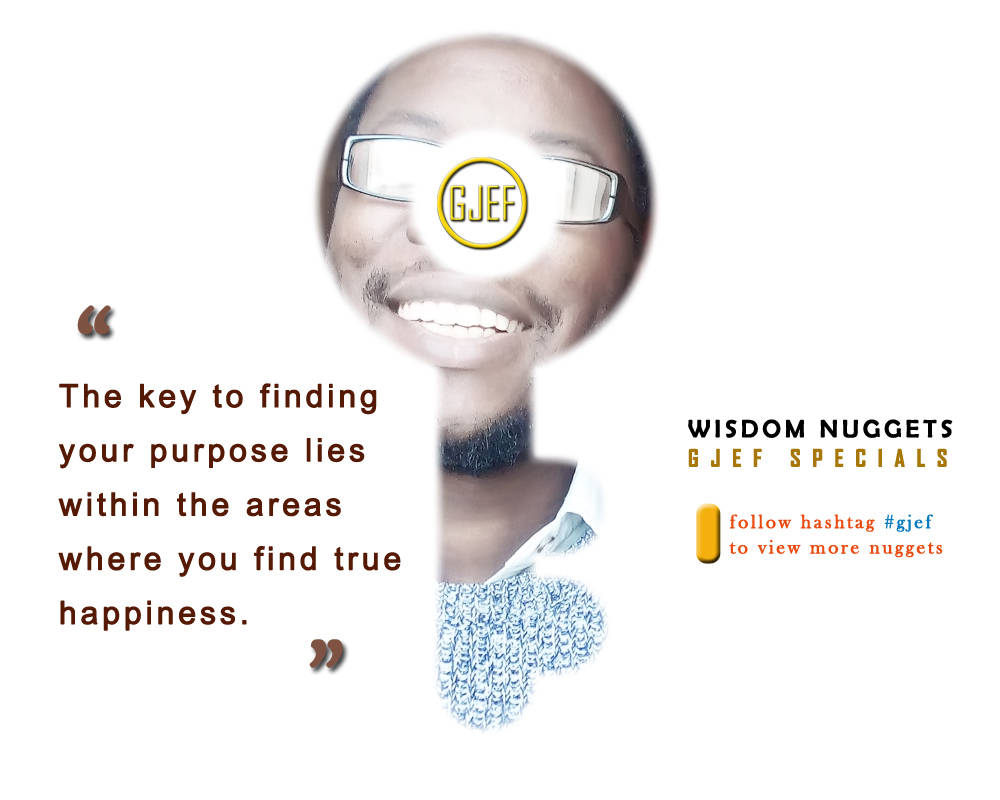 GJEF
“
The key to finding
your purpose lies
within the areas
where you find true
happiness.
”
WISDOM NUGGETS
GJEF SPECIALS
follow hashtag #gjef
to view more nuggets